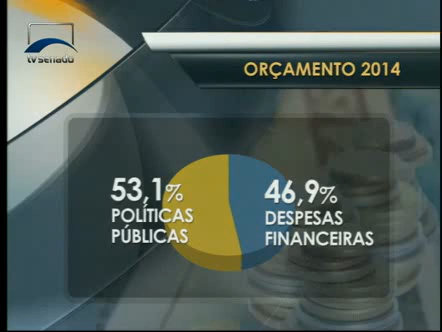 tv senado
ORÇAMENTO 2014
53,1%
POLÍTICAS
PÚBLICAS
46,9%
DESPESAS
FINANCEIRAS